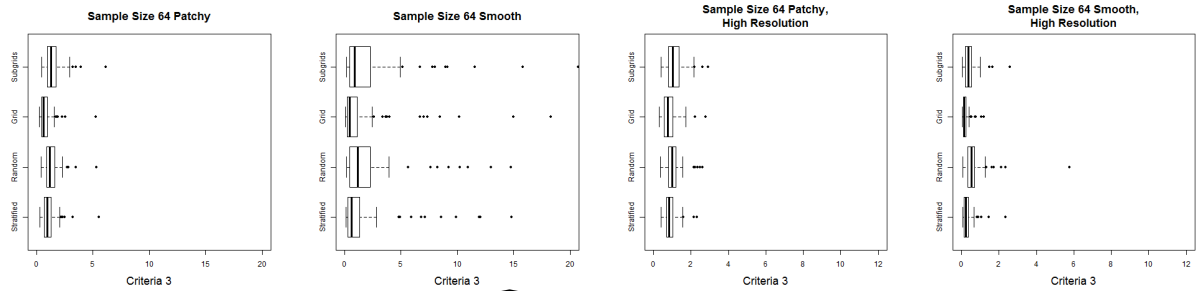 Sample Size 64 Patchy
Subgrids
Grid
Random
Stratified
0 5 10 15 20
Criteria 3
Sample Size 64 Smooth
Subgrids
Grid
Random
Stratified
0 5 10 15 20
Criteria 3
Sample Size 64 Patchy,
High Resolution
Subgrids
Grid
Random
Stratified
0 2 4 6 8 10 12
Criteria 3
Sample Size 64 Smooth,
High Resolution
Subgrids
Grid
Random
Stratified
0 2 4 6 8 10 12
Criteria 3